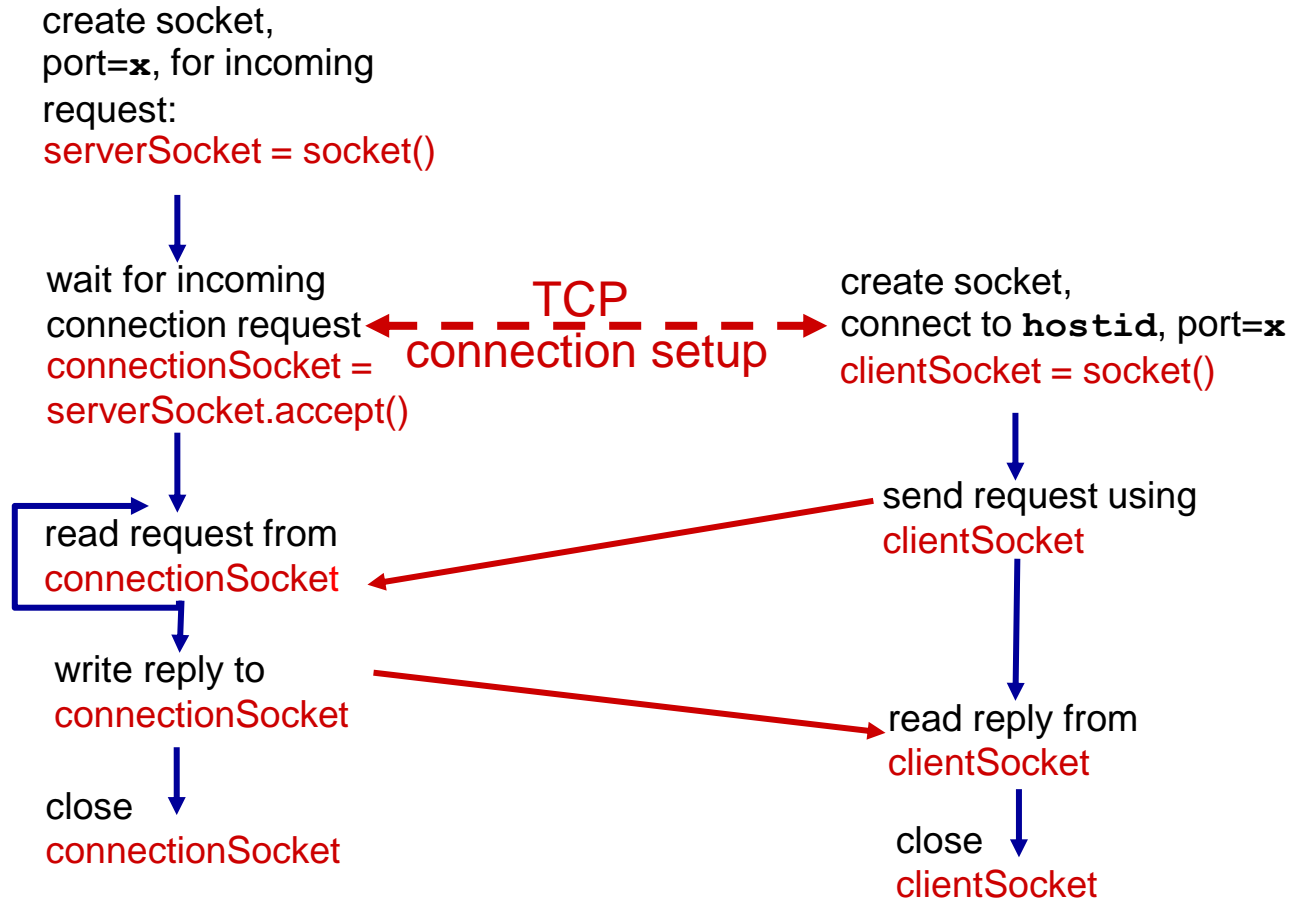 create socket,
port=x, for incoming
request:
serverSocket = socket()
wait for incoming
connection request
connectionSocket =
serverSocket.accept()
TCP
connection setup
create socket,
connect to hostid, port=x
clientSocket = socket()
read request from
connectionSocket
send request using
clientSocket
write reply to
connectionSocket
read reply from
clientSocket
close
connectionSocket
close
clientSocket